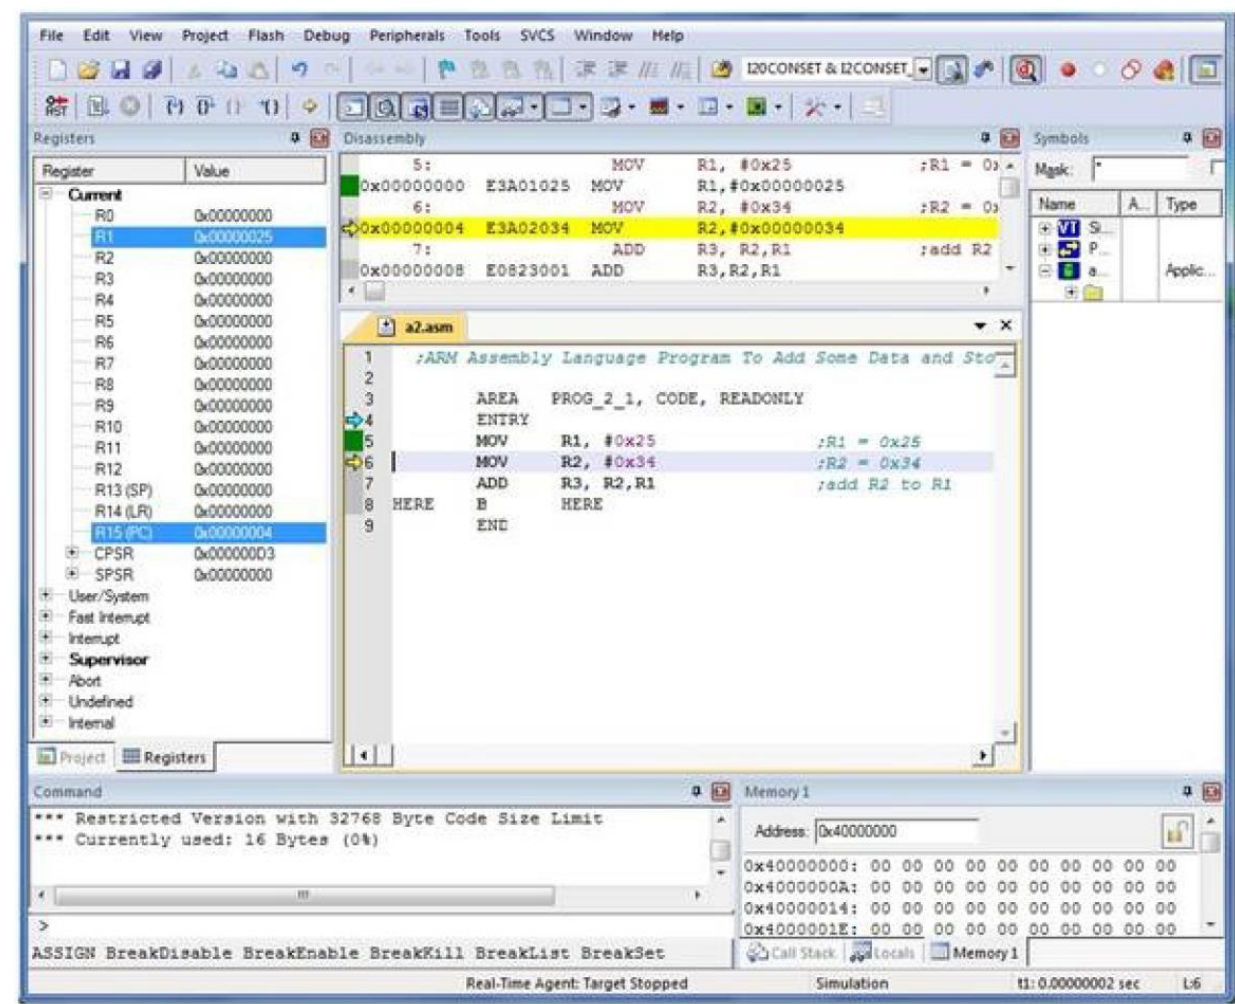 File Edit View Project Flash Debug Peripherals Tools SVCS Window Help
I20CONSET & I2CONSET_
RST
Registers
Register Value
Current
R0 0x00000000
R1 0x00000025
R2 0x00000000
R3 0x00000000
R4 0x00000000
R5 0x00000000
R6 0x00000000
R7 0x00000000
R8 0x00000000
R9 0x00000000
R10 0x00000000
R11 0x00000000
R12 0x00000000
R13 (SP) 0x00000000
R14 (LR) 0x00000000
R15 (PC) 0x00000004
CPSR 0x000000D3
SPSR 0x00000000
User/System
Fast Interrupt
Interrupt
Supervisor
Abort
Undefined
Internal
Project Registers
Disassembly
5: MOV R1, #0x25 ;R1 = 0x
0x00000000 E3A01025 MOV R1,#0x00000025
6: MOV R2, #0x34 ;R2 = 0x
0x00000004 E3A02034 MOV R2,#0x00000034
7: ADD R3, R2,R1 ;add R2
0x00000008 E0823001 ADD R3,R2,R1
a2.asm
1 ;ARM Assembly Language Program To Add Some Data and Sto
2
3 AREA PROG_2_1, CODE, READONLY
4 ENTRY
5 MOV R1, #0x25 ;R1 = 0x25
6 MOV R2, #0x34 ;R2 = 0x34
7 ADD R3, R2,R1 ;add R2 to R1
8 HERE B HERE
9 END
Symbols
Mask: *
Name A... Type
VT Si...
P...
a... Applic...
Command
*** Restricted Version with 32768 Byte Code Size Limit
*** Currently used: 16 Bytes (0%)
>
ASSIGN BreakDisable BreakEnable BreakKill BreakList BreakSet
Memory 1
Address: 0x40000000
0x40000000: 00 00 00 00 00 00 00 00 00 00
0x4000000A: 00 00 00 00 00 00 00 00 00 00
0x40000014: 00 00 00 00 00 00 00 00 00 00
0x4000001E: 00 00 00 00 00 00 00 00 00 00
Call Stack Locals Memory 1
Real-Time Agent: Target Stopped Simulation t1: 0.00000002 sec L:6